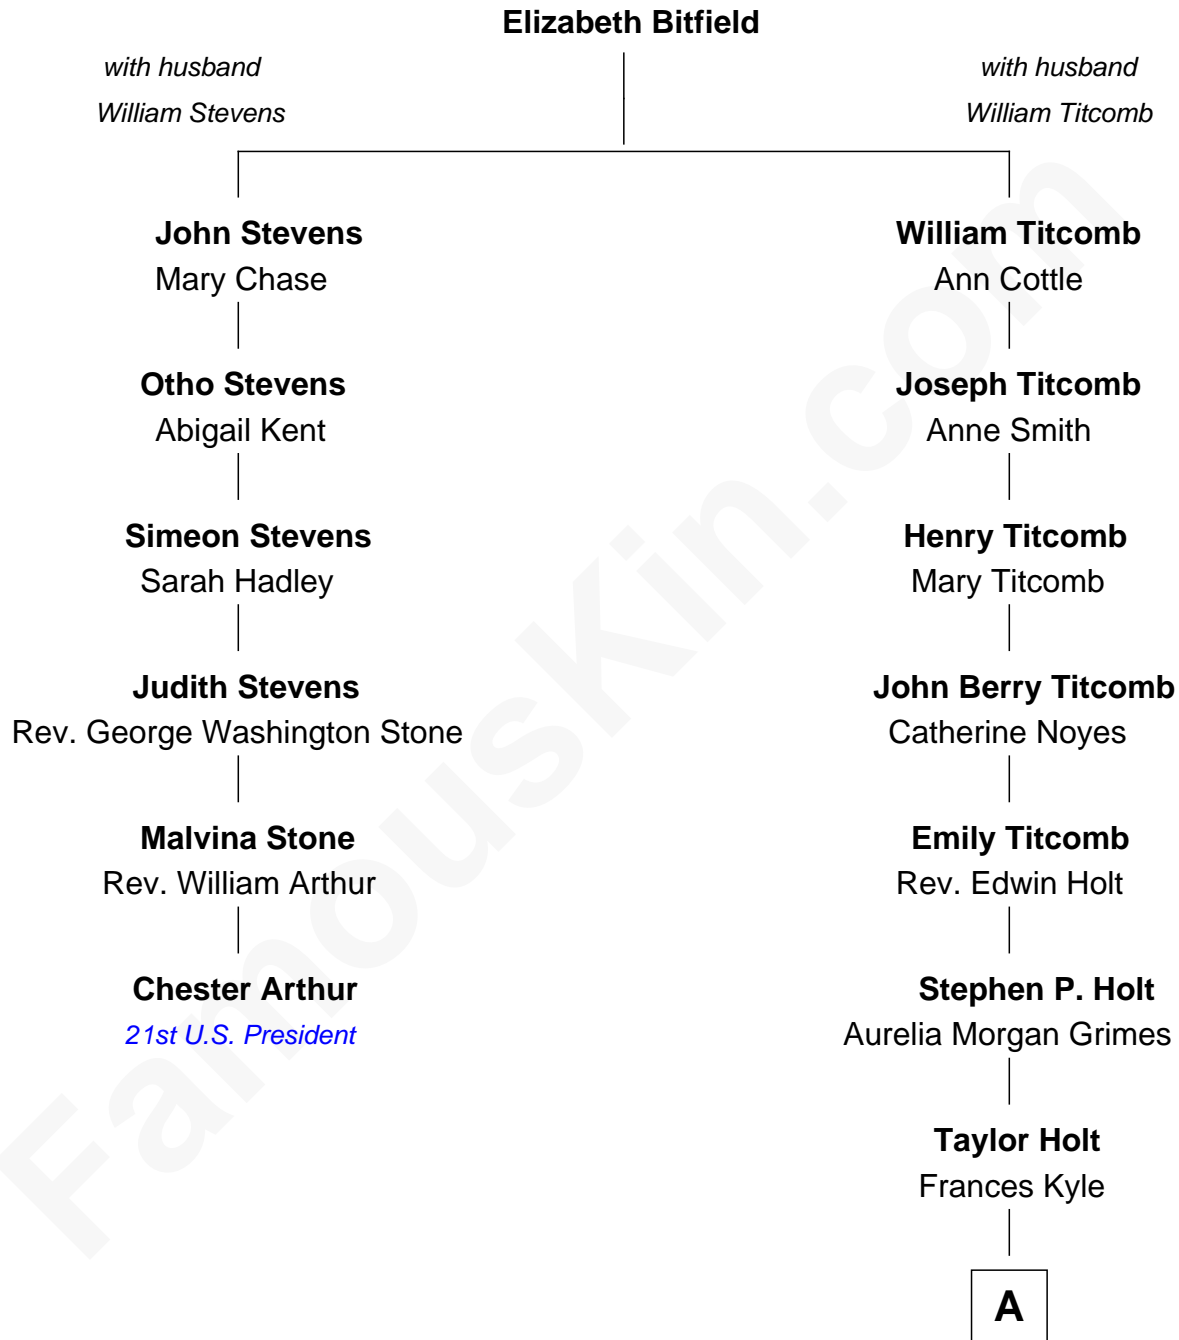 Elizabeth Bitfield
with husband
William Stevens
with husband
William Titcomb
John Stevens
Mary Chase
William Titcomb
Ann Cottle
Otho Stevens
Abigail Kent
Joseph Titcomb
Anne Smith
Simeon Stevens
Sarah Hadley
Henry Titcomb
Mary Titcomb
Judith Stevens
Rev. George Washington Stone
John Berry Titcomb
Catherine Noyes
Malvina Stone
Rev. William Arthur
Emily Titcomb
Rev. Edwin Holt
Chester Arthur
21st U.S. President
Stephen P. Holt
Aurelia Morgan Grimes
Taylor Holt
Frances Kyle
A
FamousKin.com